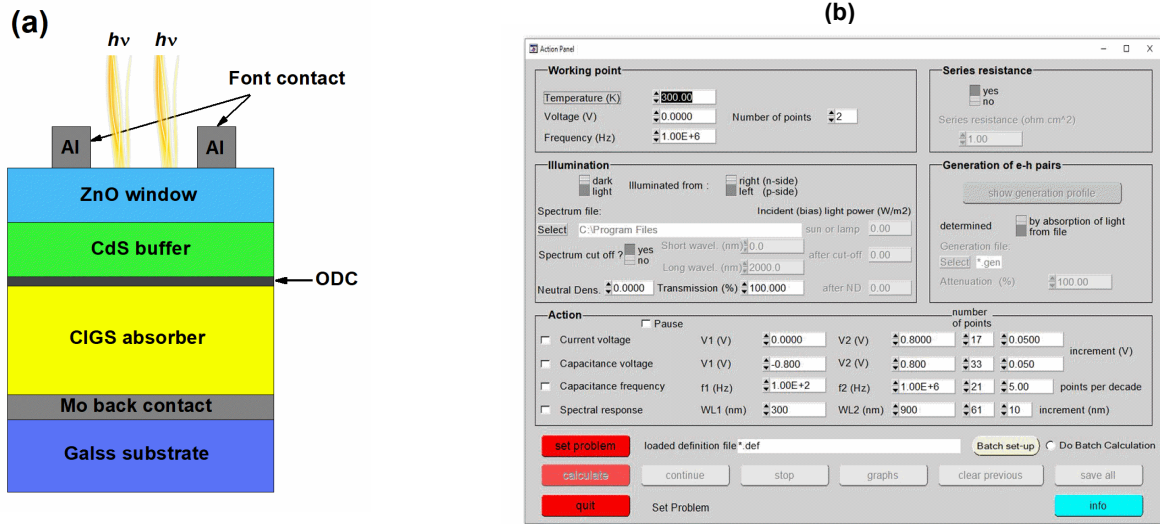 (a)
hν hν
Font contact
Al Al
ZnO window
CdS buffer
ODC
CIGS absorber
Mo back contact
Galss substrate
(b)
Action Panel
Working point
Temperature (K) 300.00
Voltage (V) 0.0000 Number of points 2
Frequency (Hz) 1.00E+6
Series resistance
yes
no
Series resistance (ohm.cm^2)
1.00
Illumination
dark
light
Illuminated from :
right (n-side)
left (p-side)
Spectrum file: Incident (bias) light power (W/m2)
Select C:\Program Files sun or lamp 0.00
Spectrum cut off ? yes
no
Short wavel. (nm) 0.0
Long wavel. (nm) 2000.0
after cut-off 0.00
Neutral Dens. 0.0000 Transmission (%) 100.000 after ND 0.00
Generation of e-h pairs
show generation profile
determined
by absorption of light
from file
Generation file:
Select *.gen
Attenuation (%) 100.00
Action
Pause
number
of points
Current voltage V1 (V) 0.0000 V2 (V) 0.8000 17 0.0500
increment (V)
Capacitance voltage V1 (V) -0.800 V2 (V) 0.800 33 0.050
Capacitance frequency f1 (Hz) 1.00E+2 f2 (Hz) 1.00E+6 21 5.00 points per decade
Spectral response WL1 (nm) 300 WL2 (nm) 900 61 10 increment (nm)
set problem loaded definition file *.def Batch set-up Do Batch Calculation
calculate continue stop graphs clear previous save all
quit Set Problem info